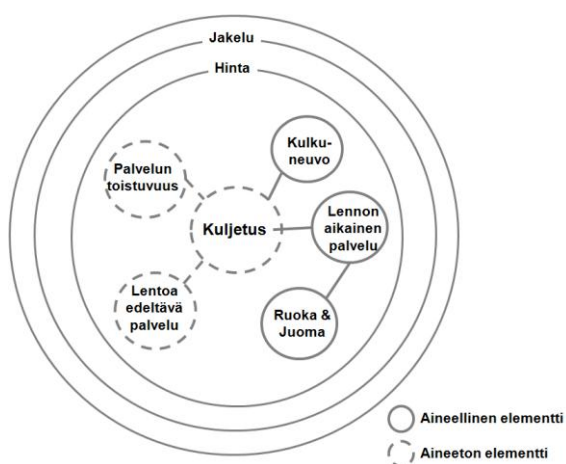 Jakelu
Hinta
Kulku-
neuvo
Palvelun
toistuvuus
Lennon
aikainen
palvelu
Kuljetus
Lentoa
edeltävä
palvelu
Ruoka &
Juoma
Aineellinen elementti
Aineeton elementti